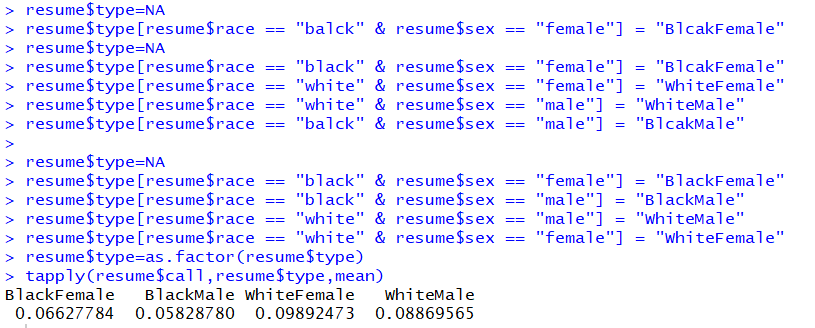 > resume$type=NA
> resume$type[resume$race == "balck" & resume$sex == "female"] = "BlcakFemale"
> resume$type=NA
> resume$type[resume$race == "black" & resume$sex == "female"] = "BlcakFemale"
> resume$type[resume$race == "white" & resume$sex == "female"] = "WhiteFemale"
> resume$type[resume$race == "white" & resume$sex == "male"] = "WhiteMale"
> resume$type[resume$race == "balck" & resume$sex == "male"] = "BlcakMale"
>
> resume$type=NA
> resume$type[resume$race == "black" & resume$sex == "female"] = "BlackFemale"
> resume$type[resume$race == "black" & resume$sex == "male"] = "BlackMale"
> resume$type[resume$race == "white" & resume$sex == "male"] = "WhiteMale"
> resume$type[resume$race == "white" & resume$sex == "female"] = "WhiteFemale"
> resume$type=as.factor(resume$type)
> tapply(resume$call,resume$type,mean)
BlackFemale   BlackMale WhiteFemale   WhiteMale
 0.06627784  0.05828780  0.09892473  0.08869565